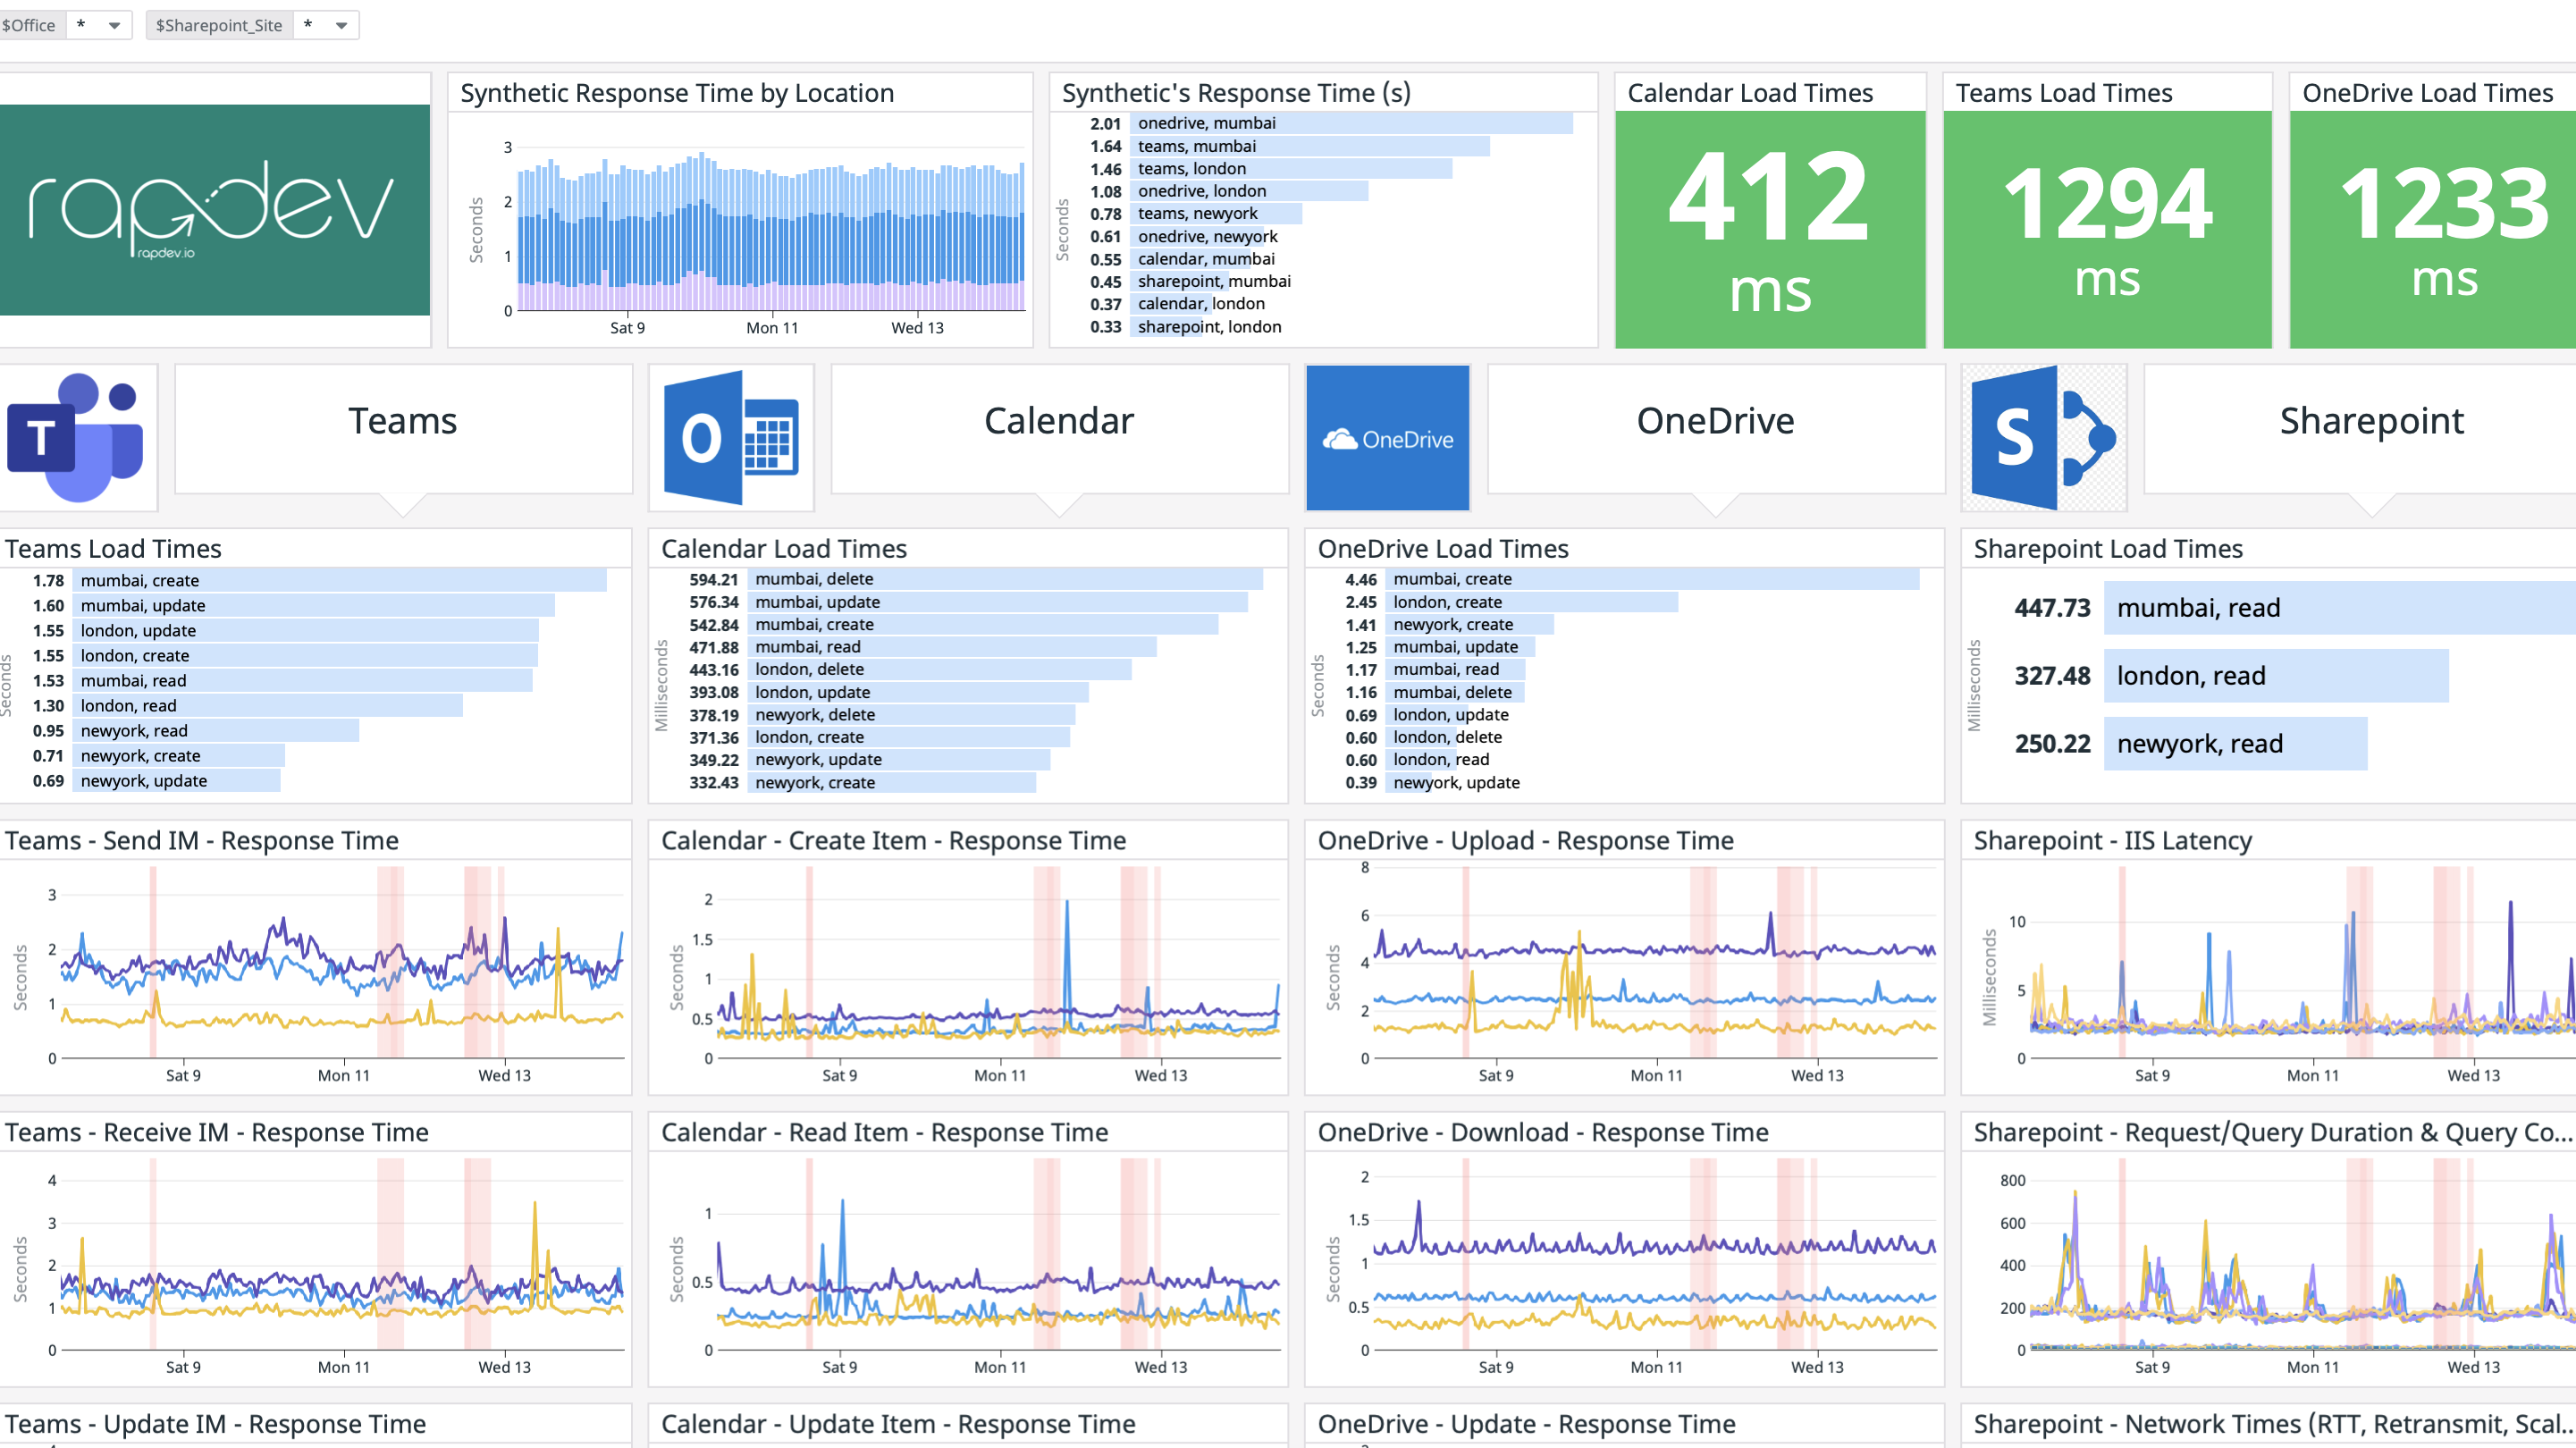 $Office * $Sharepoint_Site *
rapdev
rapdev.io
Synthetic Response Time by Location
Seconds
3
2
1
0
Sat 9 Mon 11 Wed 13
Synthetic's Response Time (s)
Seconds
2.01 onedrive, mumbai
1.64 teams, mumbai
1.46 teams, london
1.08 onedrive, london
0.78 teams, newyork
0.61 onedrive, newyork
0.55 calendar, mumbai
0.45 sharepoint, mumbai
0.37 calendar, london
0.33 sharepoint, london
Calendar Load Times
412
ms
Teams Load Times
1294
ms
OneDrive Load Times
1233
ms
T
Teams
O
Calendar
OneDrive
OneDrive
S
Sharepoint
Teams Load Times
Seconds
1.78 mumbai, create
1.60 mumbai, update
1.55 london, update
1.55 london, create
1.53 mumbai, read
1.30 london, read
0.95 newyork, read
0.71 newyork, create
0.69 newyork, update
Calendar Load Times
Milliseconds
594.21 mumbai, delete
576.34 mumbai, update
542.84 mumbai, create
471.88 mumbai, read
443.16 london, delete
393.08 london, update
378.19 newyork, delete
371.36 london, create
349.22 newyork, update
332.43 newyork, create
OneDrive Load Times
Seconds
4.46 mumbai, create
2.45 london, create
1.41 newyork, create
1.25 mumbai, update
1.17 mumbai, read
1.16 mumbai, delete
0.69 london, update
0.60 london, delete
0.60 london, read
0.39 newyork, update
Sharepoint Load Times
Milliseconds
447.73 mumbai, read
327.48 london, read
250.22 newyork, read
Teams - Send IM - Response Time
Seconds
3
2
1
0
Sat 9 Mon 11 Wed 13
Calendar - Create Item - Response Time
Seconds
2
1.5
1
0.5
0
Sat 9 Mon 11 Wed 13
OneDrive - Upload - Response Time
Seconds
8
6
4
2
0
Sat 9 Mon 11 Wed 13
Sharepoint - IIS Latency
Milliseconds
10
5
0
Sat 9 Mon 11 Wed 13
Teams - Receive IM - Response Time
Seconds
4
3
2
1
0
Sat 9 Mon 11 Wed 13
Calendar - Read Item - Response Time
Seconds
1
0.5
0
Sat 9 Mon 11 Wed 13
OneDrive - Download - Response Time
Seconds
2
1.5
1
0.5
0
Sat 9 Mon 11 Wed 13
Sharepoint - Request/Query Duration & Query Co...
800
600
400
200
0
Sat 9 Mon 11 Wed 13
Teams - Update IM - Response Time
Calendar - Update Item - Response Time
OneDrive - Update - Response Time
Sharepoint - Network Times (RTT, Retransmit, Scal...